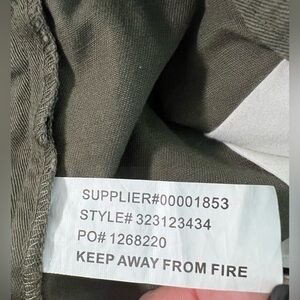 SUPPLIER#00001853
STYLE# 323123434
PO# 1268220
KEEP AWAY FROM FIRE